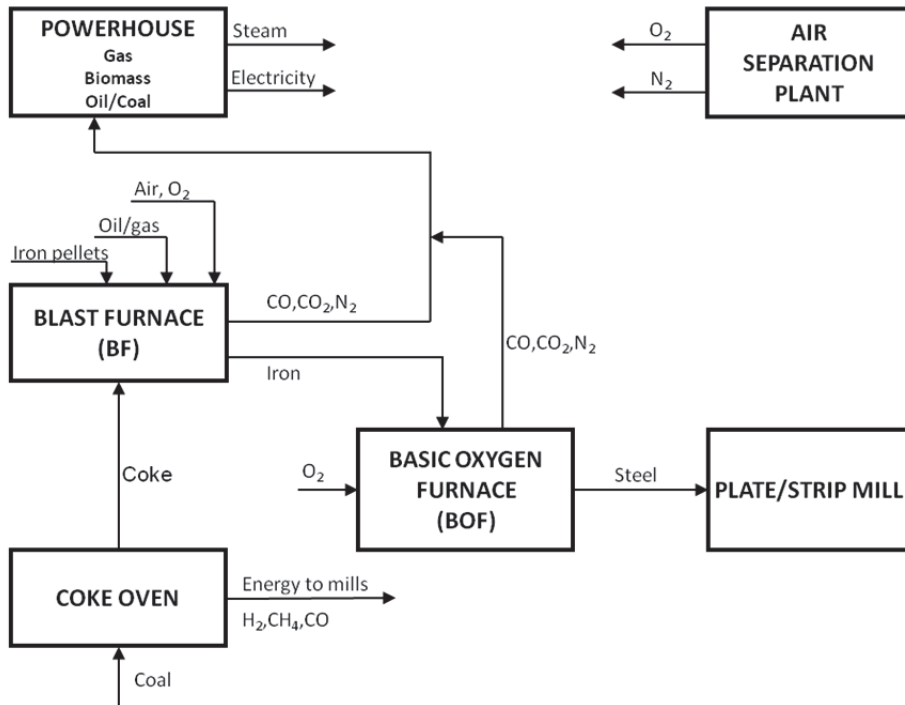 POWERHOUSE
Gas
Biomass
Oil/Coal
Steam
Electricity
O₂
N₂
AIR
SEPARATION
PLANT
Air, O₂
Oil/gas
Iron pellets
BLAST FURNACE
(BF)
CO,CO₂,N₂
Iron
CO,CO₂,N₂
Coke
O₂
BASIC OXYGEN
FURNACE
(BOF)
Steel
PLATE/STRIP MILL
COKE OVEN
Energy to mills
H₂,CH₄,CO
Coal